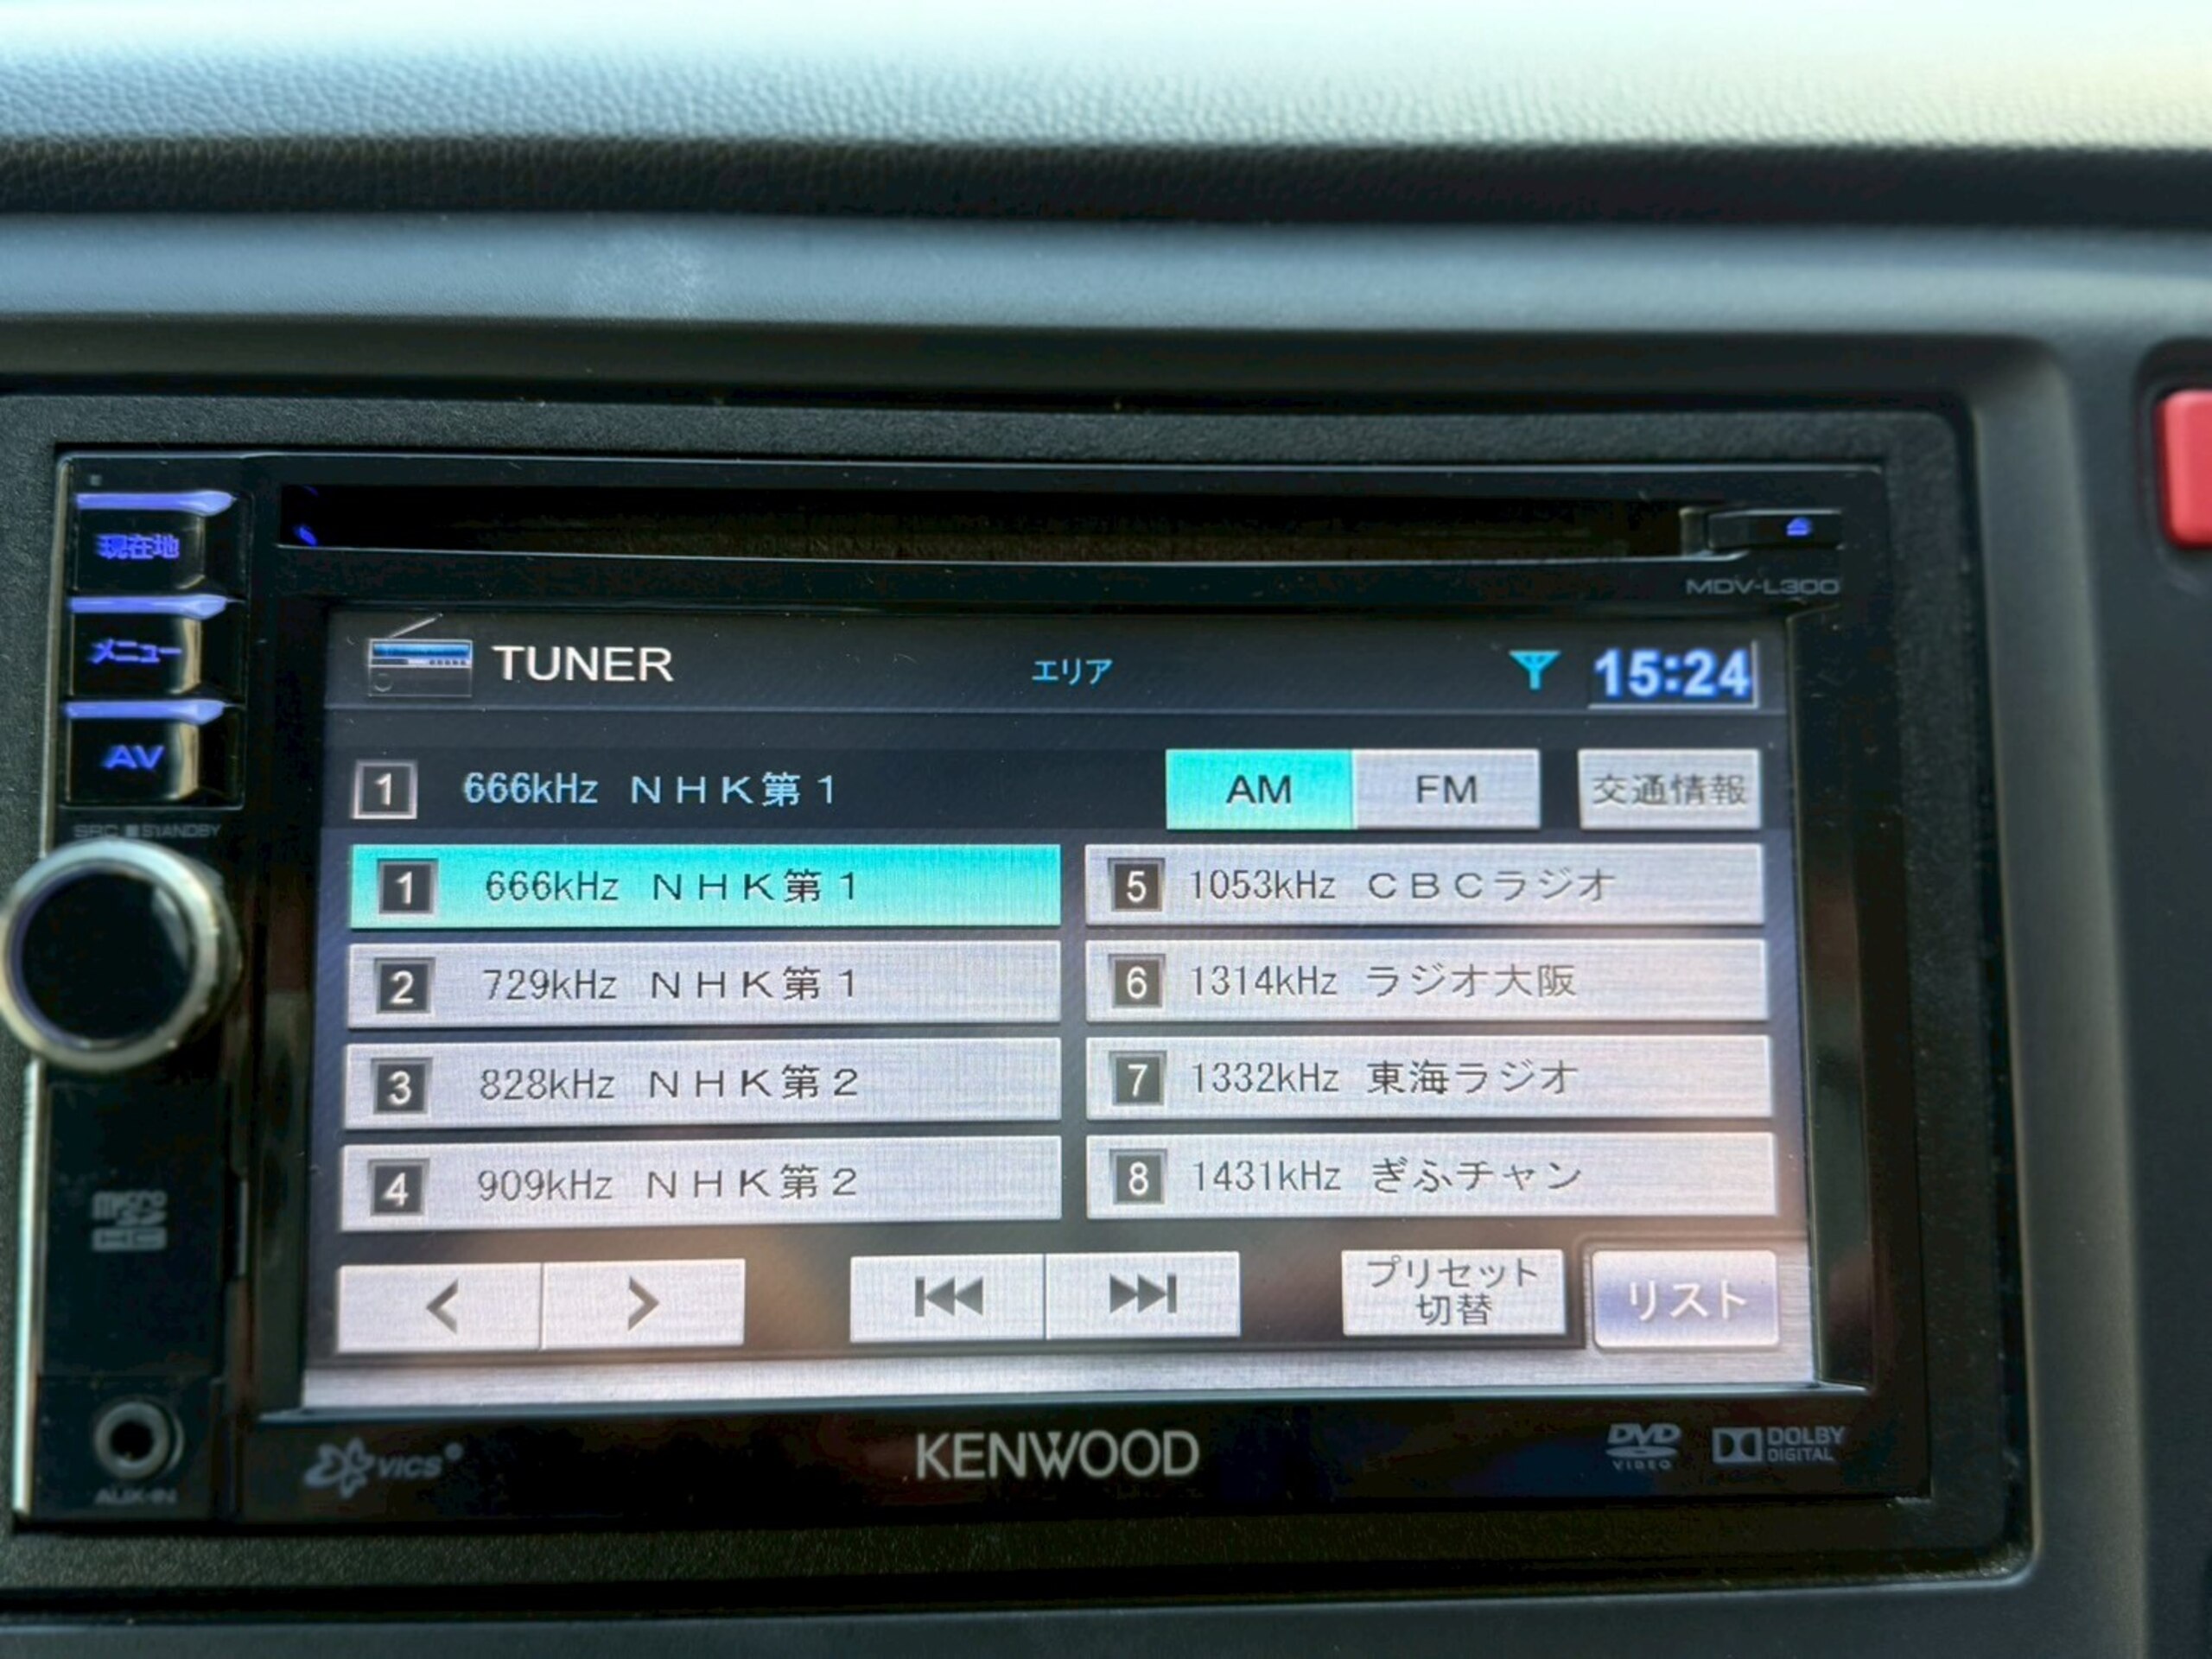 現在地
MDV-L300
メニュー
TUNER
エリア
15:24
AV
1 666kHz NHK第1
AM
FM
交通情報
SRC STANDBY
1 666kHz NHK第1
5 1053kHz CBCラジオ
2 729kHz NHK第1
6 1314kHz ラジオ大阪
3 828kHz NHK第2
7 1332kHz 東海ラジオ
4 909kHz NHK第2
8 1431kHz ぎふチャン
micro
SD
HC
プリセット
切替
リスト
AUX-IN
VICS
KENWOOD
DVD
VIDEO
DOLBY
DIGITAL